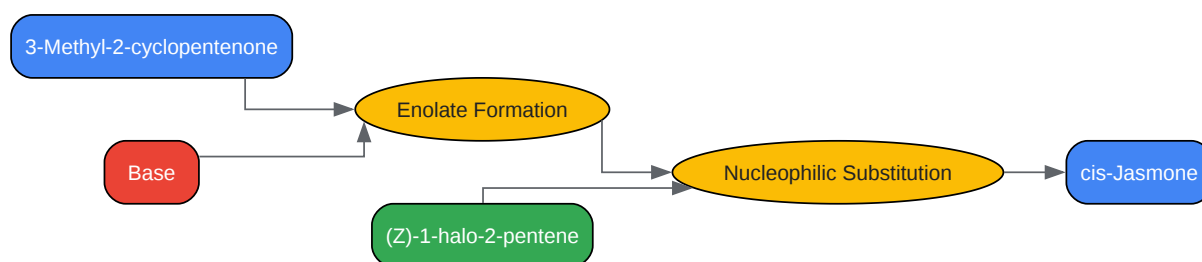 3-Methyl-2-cyclopentenone
Enolate Formation
Base
Nucleophilic Substitution
cis-Jasmone
(Z)-1-halo-2-pentene